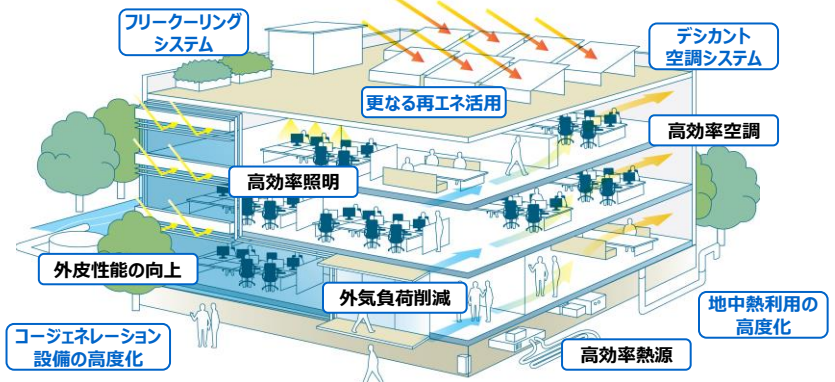 フリークーリング
システム
デシカント
空調システム
更なる再エネ活用
高効率空調
高効率照明
外皮性能の向上
外気負荷削減
地中熱利用の
高度化
コージェネレーション
設備の高度化
高効率熱源